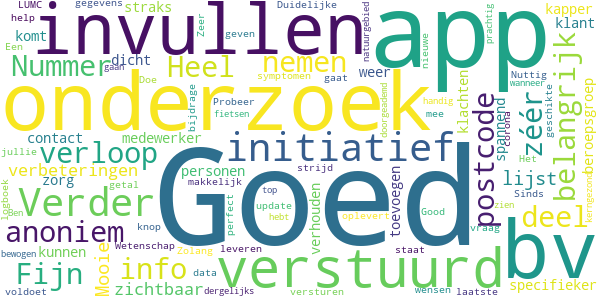 LUMC gegevens straks Duidelijke kapper
help Zeer natuurgebied prachtig klant
invullen app
komt dicht geven weer nieuwe Nuttig
Een gaan Nummer Heel nemen gaat wanneer
Doe symptomen klachten
onderzoek bijdrage Probeer doorgeademd handig zéér belangrijk beroepsgroep
fietsen mee spannend corona geschikte
jullie contact medewerker initiatief postcode Het
verloop strijd lijst
logboek verbeteringen personen toevoegen Sinds
zorg makkelijk
getal Goed top
Ben Verder perfect update hebt verhouden oplevert Good deel zien
anoniem knop vraag bv
Mooie Wetenschap Zolang staat
bewogen Fijn info leveren verstuurd
kunnen data
voldoet zichtbaar dergelijks versturen wensen laatste specifieker